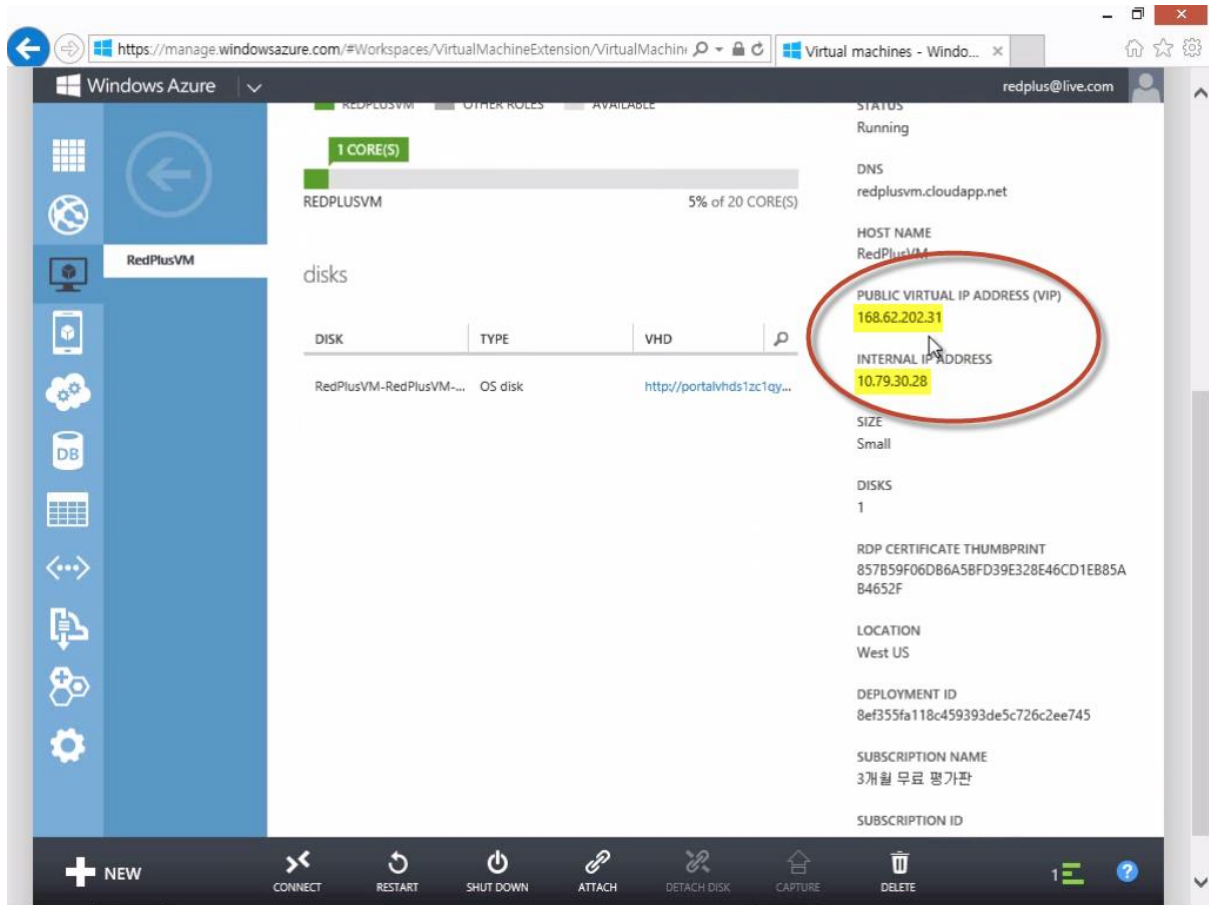 https://manage.windowsazure.com/#Workspaces/VirtualMachineExtension/VirtualMachin
Virtual machines - Windo...
Windows Azure
redplus@live.com
REDPLUSVM OTHER ROLES AVAILABLE
1 CORE(S)
REDPLUSVM 5% of 20 CORE(S)
RedPlusVM
disks
DISK TYPE VHD
RedPlusVM-RedPlusVM-... OS disk http://portalvhds1zc1qy...
STATUS
Running
DNS
redplusvm.cloudapp.net
HOST NAME
RedPlusVM
PUBLIC VIRTUAL IP ADDRESS (VIP)
168.62.202.31
INTERNAL IP ADDRESS
10.79.30.28
SIZE
Small
DISKS
1
RDP CERTIFICATE THUMBPRINT
857B59F06DB6A5BFD39E328E46CD1EB85A
B4652F
LOCATION
West US
DEPLOYMENT ID
8ef355fa118c459393de5c726c2ee745
SUBSCRIPTION NAME
3개월 무료 평가판
SUBSCRIPTION ID
DB
NEW
CONNECT RESTART SHUT DOWN ATTACH DETACH DISK CAPTURE DELETE
1 ?